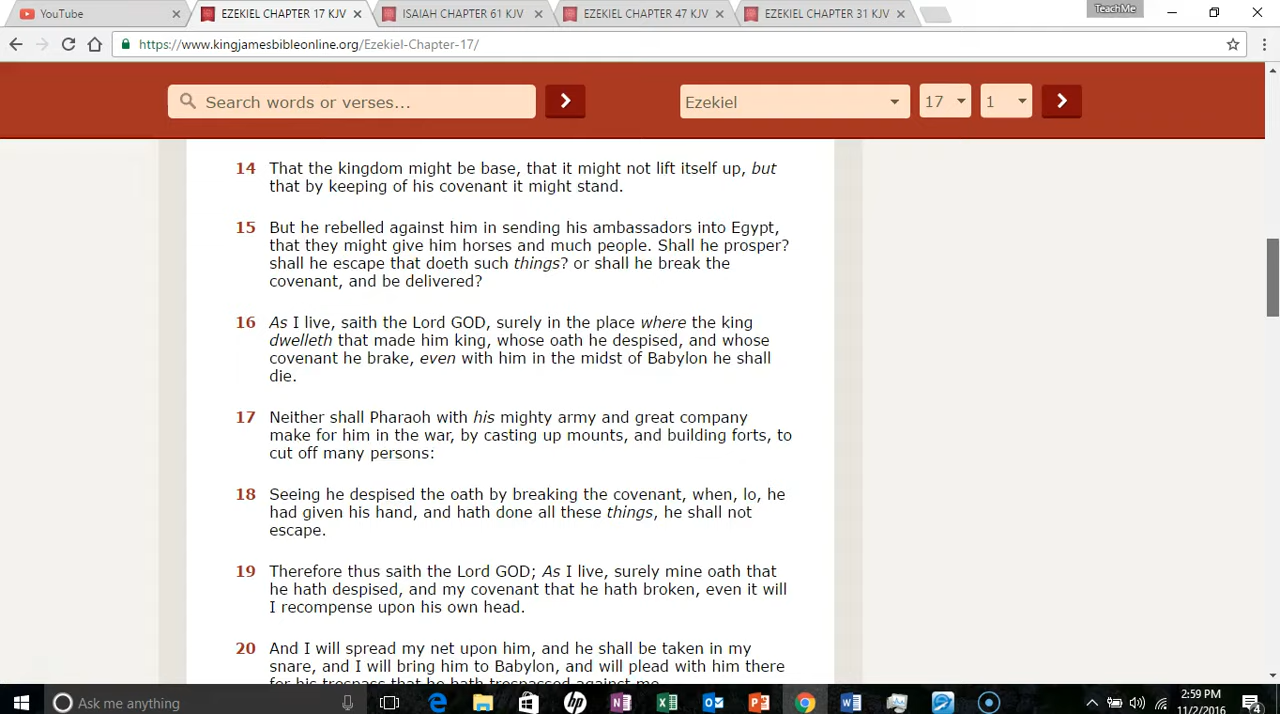 YouTube
EZEKIEL CHAPTER 17 KJV
ISAIAH CHAPTER 61 KJV
EZEKIEL CHAPTER 47 KJV
EZEKIEL CHAPTER 31 KJV
TeachMe
https://www.kingjamesbibleonline.org/Ezekiel-Chapter-17/
Search words or verses...
Ezekiel
17
1
14 That the kingdom might be base, that it might not lift itself up, but
that by keeping of his covenant it might stand.
15 But he rebelled against him in sending his ambassadors into Egypt,
that they might give him horses and much people. Shall he prosper?
shall he escape that doeth such things? or shall he break the
covenant, and be delivered?
16 As I live, saith the Lord GOD, surely in the place where the king
dwelleth that made him king, whose oath he despised, and whose
covenant he brake, even with him in the midst of Babylon he shall
die.
17 Neither shall Pharaoh with his mighty army and great company
make for him in the war, by casting up mounts, and building forts, to
cut off many persons:
18 Seeing he despised the oath by breaking the covenant, when, lo, he
had given his hand, and hath done all these things, he shall not
escape.
19 Therefore thus saith the Lord GOD; As I live, surely mine oath that
he hath despised, and my covenant that he hath broken, even it will
I recompense upon his own head.
20 And I will spread my net upon him, and he shall be taken in my
snare, and I will bring him to Babylon, and will plead with him there
for his trespass that he hath trespassed against me.
Ask me anything
2:59 PM
11/2/2016
4